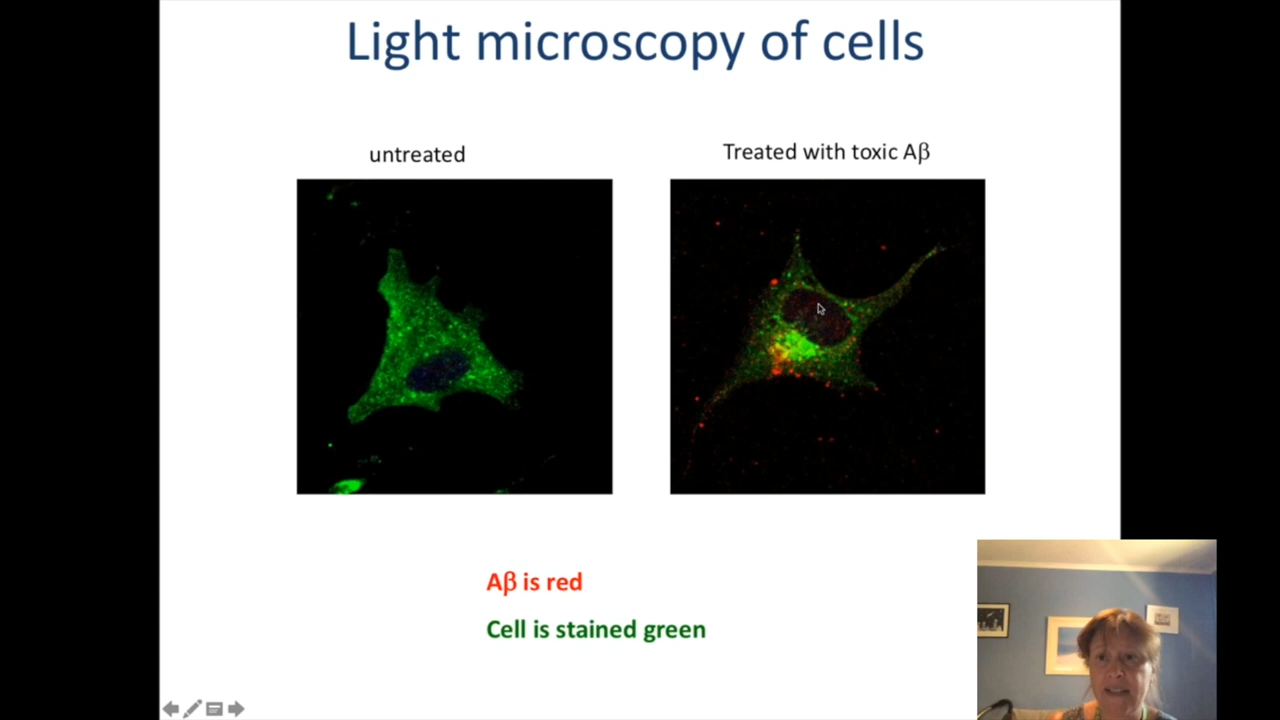 Light microscopy of cells
untreated
Treated with toxic Aβ
Aβ is red
Cell is stained green